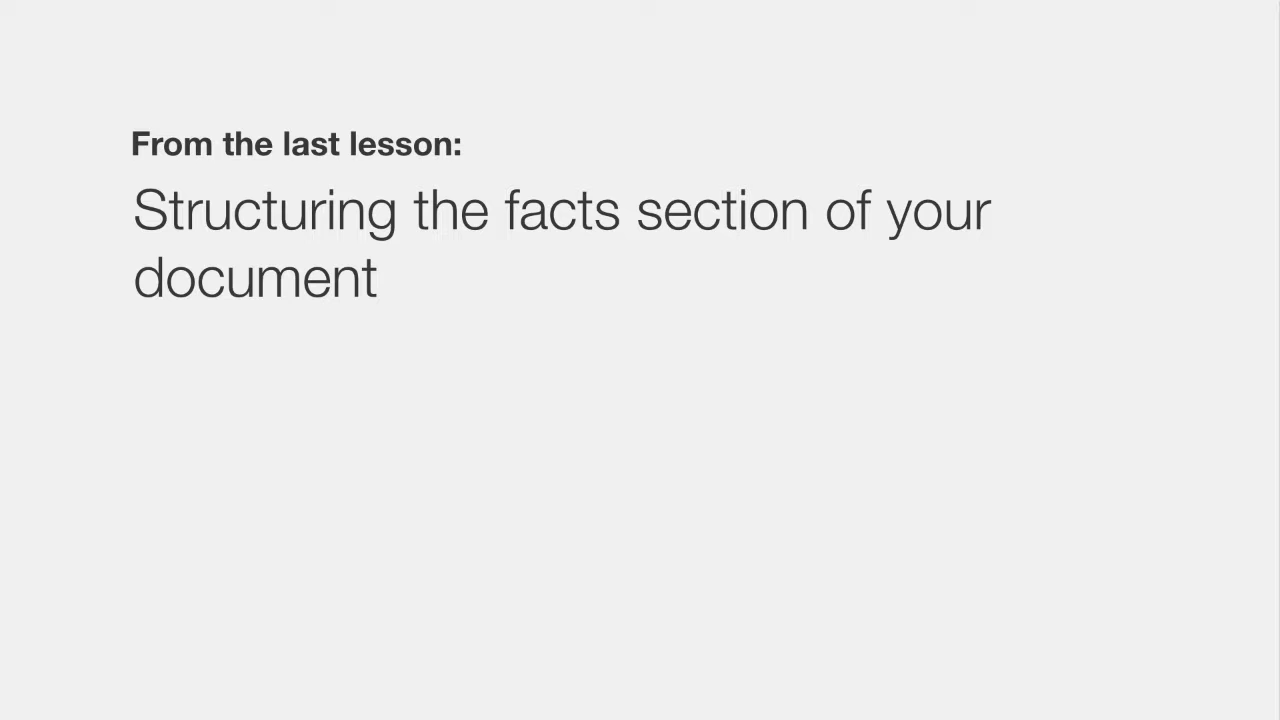 From the last lesson:
Structuring the facts section of your
document